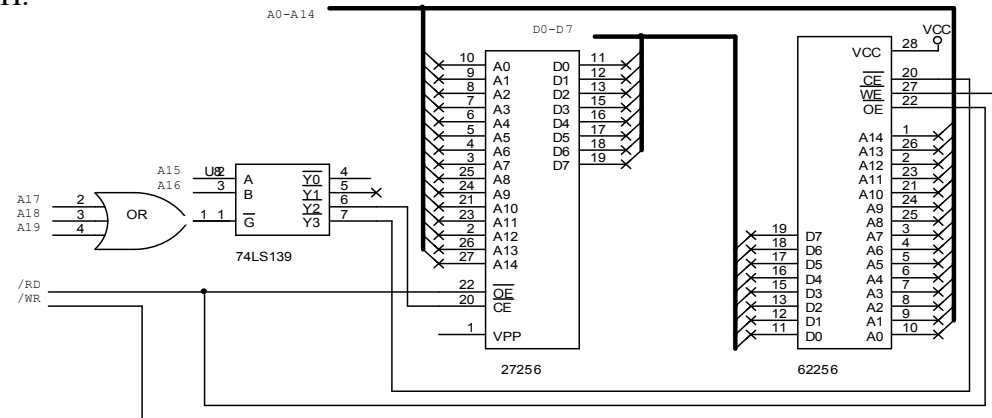 H.
A0-A14
D0-D7
VCC
10 A0 D0 11
9 A1 D1 12
8 A2 D2 13
7 A3 D3 15
6 A4 D4 16
5 A5 D5 17
4 A6 D6 18
3 A7 D7 19
25 A8
24 A9
21 A10
23 A11
2 A12
26 A13
27 A14
22 OE
20 CE
1 VPP
27256
VCC 28
CE 20
WE 27
OE 22
A14 1
A13 26
A12 2
A11 23
A10 21
A9 24
A8 25
19 D7 A7 3
18 D6 A6 4
17 D5 A5 5
16 D4 A4 6
15 D3 A3 7
13 D2 A2 8
12 D1 A1 9
11 D0 A0 10
62256
A15 U8 2 A Y0 4
A16 3 B Y1 5
Y2 6
1 1 G Y3 7
74LS139
A17 2
A18 3
A19 4
OR
/RD
/WR